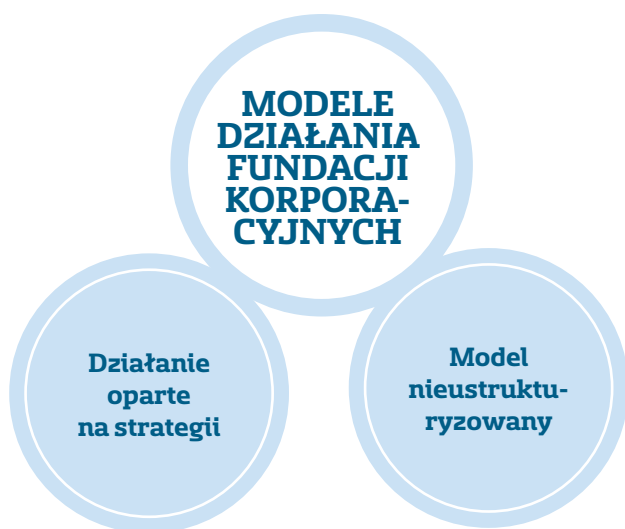 MODELE
DZIAŁANIA
FUNDACJI
KORPORA-
CYJNYCH
Działanie
oparte
na strategii
Model
nieustruktu-
ryzowany